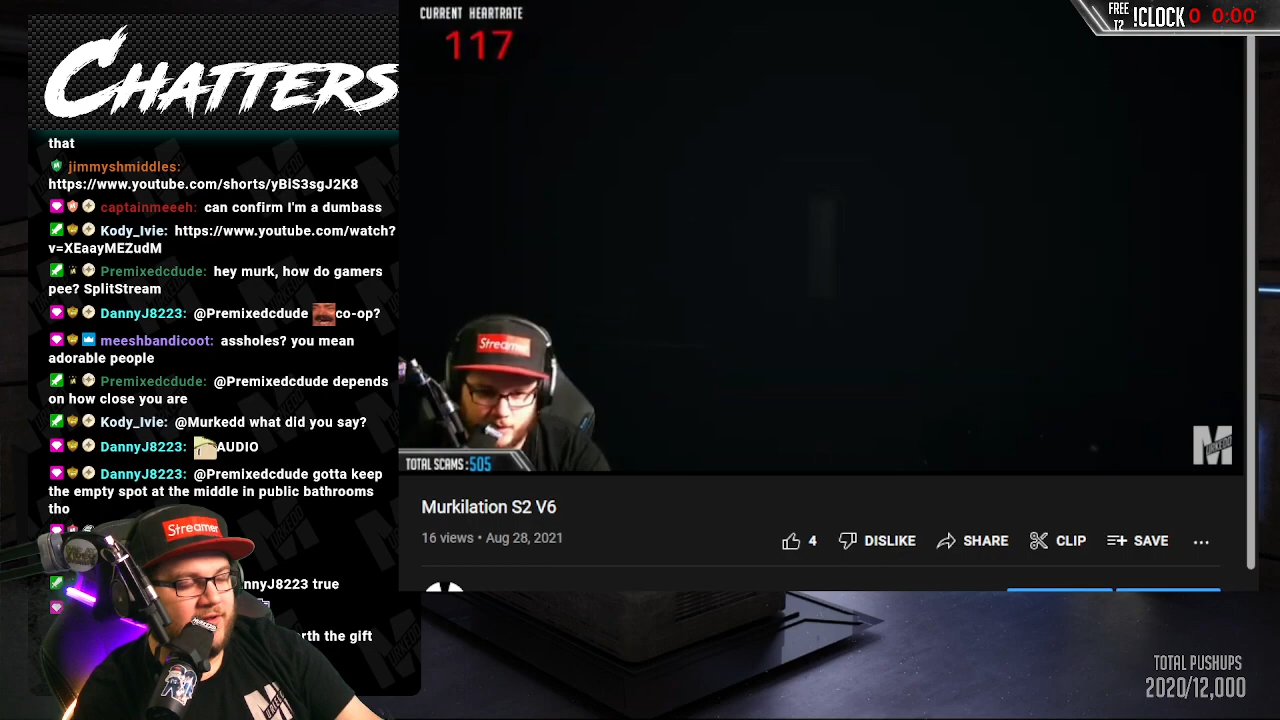 CHATTERS
that
jimmyshmiddles:
https://www.youtube.com/shorts/yBiS3sgJ2K8
captainmeeeh: can confirm I'm a dumbass
Kody_Ivie: https://www.youtube.com/watch?
v=XEaayMEZudM
Premixedcdude: hey murk, how do gamers
pee? SplitStream
DannyJ8223: @Premixedcdude co-op?
meeshbandicoot: assholes? you mean
adorable people
Premixedcdude: @Premixedcdude depends
on how close you are
Kody_Ivie: @Murkedd what did you say?
DannyJ8223: AUDIO
DannyJ8223: @Premixedcdude gotta keep
the empty spot at the middle in public bathrooms
tho
nnyJ8223 true
rth the gift
Streamer
CURRENT HEARTRATE
117
FREE
12
!CLOCK 0 0:00
Streamer
TOTAL SCAMS:505
MURKEDD
Murkilation S2 V6
16 views • Aug 28, 2021
4 DISLIKE SHARE CLIP SAVE ...
TOTAL PUSHUPS
2020/12,000